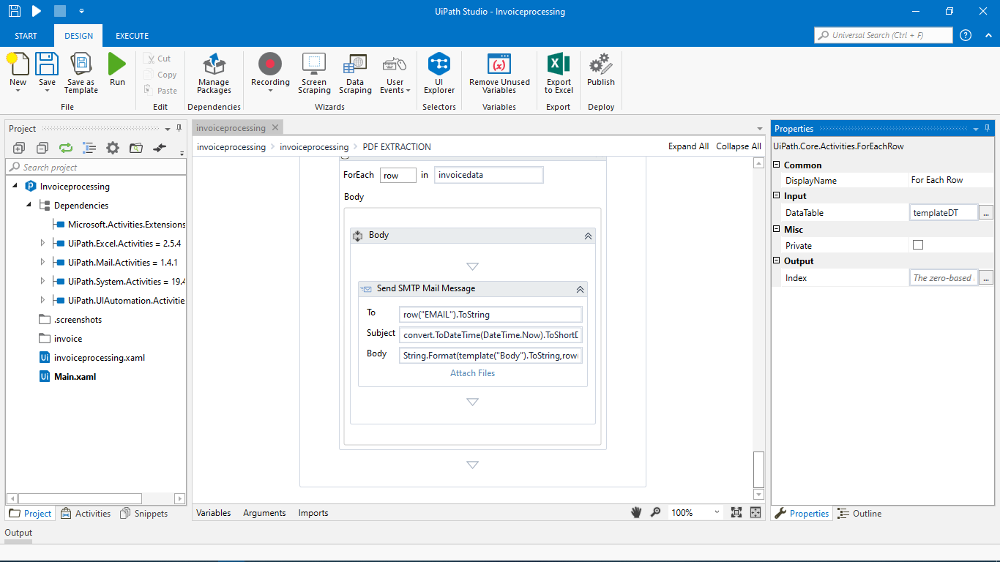 UiPath Studio - Invoiceprocessing
START DESIGN EXECUTE
Universal Search (Ctrl + F)
New
Save
Save as Template
Run
Cut
Copy
Paste
Manage Packages
Recording
Screen Scraping
Data Scraping
User Events
UI Explorer
Remove Unused Variables
Export to Excel
Publish
File Edit Dependencies Wizards Selectors Variables Export Deploy
Project
Search project
Invoiceprocessing
Dependencies
Microsoft.Activities.Extensions
UiPath.Excel.Activities = 2.5.4
UiPath.Mail.Activities = 1.4.1
UiPath.System.Activities = 19.4
UiPath.UIAutomation.Activitie
.screenshots
invoice
invoiceprocessing.xaml
Main.xaml
Project Activities Snippets
invoiceprocessing
invoiceprocessing > invoiceprocessing > PDF EXTRACTION
Expand All Collapse All
ForEach row in invoicedata
Body
Body
Send SMTP Mail Message
To row("EMAIL").ToString
Subject convert.ToDateTime(DateTime.Now).ToShort
Body String.Format(template("Body").ToString,row
Attach Files
Variables Arguments Imports
100%
Properties
UiPath.Core.Activities.ForEachRow
Common
DisplayName For Each Row
Input
DataTable templateDT ...
Misc
Private
Output
Index The zero-based ...
Properties Outline
Output